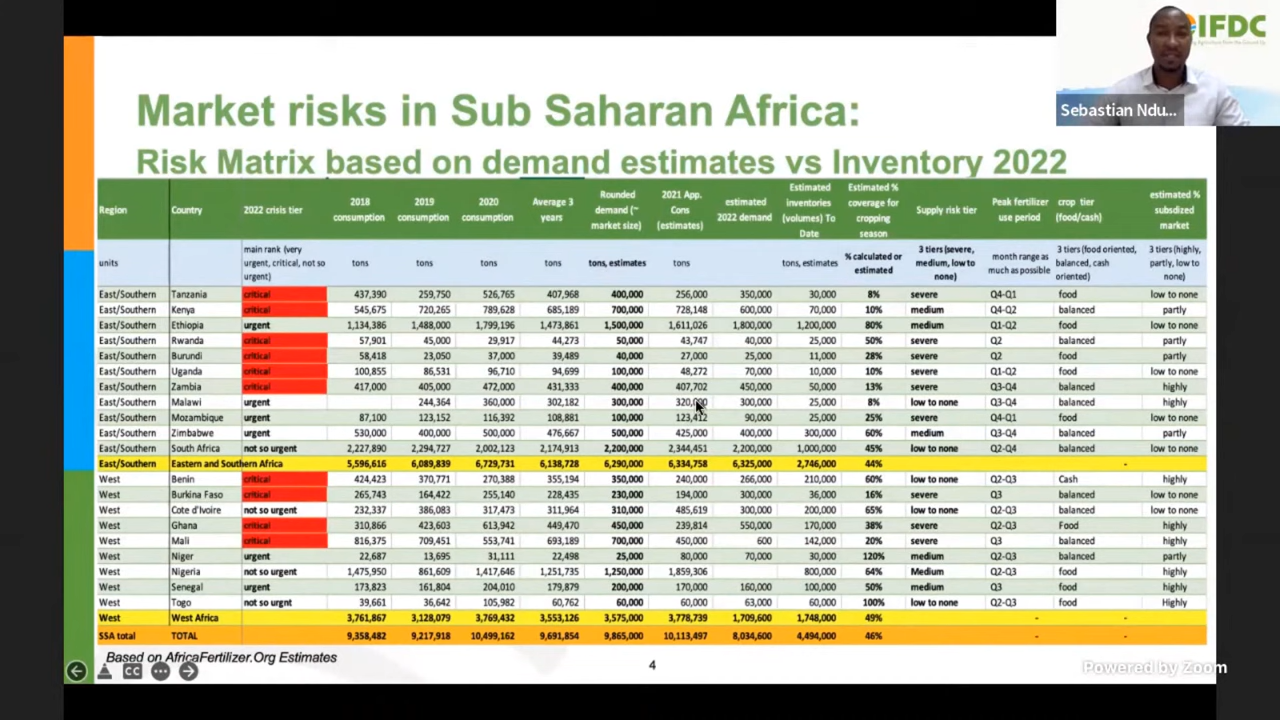 IFDC
Sebastian Ndu...
Market risks in Sub Saharan Africa:
Risk Matrix based on demand estimates vs Inventory 2022
Region Country 2022 crisis tier 2018 consumption 2019 consumption 2020 consumption Average 3 years Rounded demand (~ market size) 2021 App. Cons (estimates) estimated 2022 demand Estimated inventories (volumes) To Date Estimated % coverage for cropping season Supply risk tier Peak fertilizer use period crop tier (food/cash) estimated % subsdized market
units main rank (very urgent, critical, not so urgent) tons tons tons tons tons, estimates tons tons, estimates % calculated or estimated 3 tiers (severe, medium, low to none) month range as much as possible 3 tiers (food oriented, balanced, cash oriented) 3 tiers (highly, partly, low to none)
East/Southern Tanzania critical 437,390 259,750 526,765 407,968 400,000 256,000 350,000 30,000 8% severe Q4-Q1 food low to none
East/Southern Kenya critical 545,675 720,265 789,628 685,189 700,000 728,148 600,000 70,000 10% medium Q4-Q2 balanced partly
East/Southern Ethiopia urgent 1,134,386 1,488,000 1,799,196 1,473,861 1,500,000 1,611,026 1,800,000 1,200,000 80% medium Q1-Q2 food low to none
East/Southern Rwanda critical 57,901 45,000 29,917 44,273 50,000 43,747 40,000 25,000 50% severe Q2 balanced partly
East/Southern Burundi critical 58,418 23,050 37,000 39,489 40,000 27,000 25,000 11,000 28% severe Q2 food partly
East/Southern Uganda critical 100,855 86,531 96,710 94,699 100,000 48,272 70,000 10,000 10% severe Q1-Q2 food low to none
East/Southern Zambia critical 417,000 405,000 472,000 431,333 400,000 407,702 450,000 50,000 13% severe Q3-Q4 balanced highly
East/Southern Malawi urgent 244,364 360,000 302,182 300,000 320,000 300,000 25,000 8% low to none Q3-Q4 balanced highly
East/Southern Mozambique urgent 87,100 123,152 116,392 108,881 100,000 123,412 90,000 25,000 25% severe Q4-Q1 food low to none
East/Southern Zimbabwe urgent 530,000 400,000 500,000 476,667 500,000 425,000 400,000 300,000 60% medium Q3-Q4 balanced partly
East/Southern South Africa not so urgent 2,227,890 2,294,727 2,002,123 2,174,913 2,200,000 2,344,451 2,200,000 1,000,000 45% low to none Q3-Q4 balanced low to none
East/Southern Eastern and Southern Africa 5,596,616 6,089,839 6,729,731 6,138,728 6,290,000 6,334,758 6,325,000 2,746,000 44% -
West Benin critical 424,423 370,771 270,388 355,194 350,000 240,000 266,000 210,000 60% low to none Q2-Q3 Cash highly
West Burkina Faso critical 265,743 164,422 255,140 228,435 230,000 194,000 300,000 36,000 16% severe Q3 balanced low to none
West Cote d'Ivoire not so urgent 232,337 386,083 317,473 311,964 310,000 485,619 300,000 200,000 65% low to none Q2-Q3 balanced low to none
West Ghana critical 310,866 423,603 613,942 449,470 450,000 239,814 550,000 170,000 38% severe Q2-Q3 Food highly
West Mali critical 816,375 709,451 553,741 693,189 700,000 450,000 600 142,000 20% severe Q3 balanced highly
West Niger urgent 22,687 13,695 31,111 22,498 25,000 80,000 70,000 30,000 120% medium Q2-Q3 balanced partly
West Nigeria not so urgent 1,475,950 861,609 1,417,646 1,251,735 1,250,000 1,859,306 800,000 64% Medium Q2-Q3 food highly
West Senegal urgent 173,823 161,804 204,010 179,879 200,000 170,000 160,000 100,000 50% medium Q3 food highly
West Togo not so urgnt 39,661 36,642 105,982 60,762 60,000 60,000 63,000 60,000 100% low to none Q2-Q3 food Highly
West West Africa 3,761,867 3,128,079 3,769,432 3,553,126 3,575,000 3,778,739 1,709,600 1,748,000 49% - -
SSA total TOTAL 9,358,482 9,217,918 10,499,162 9,691,854 9,865,000 10,113,497 8,034,600 4,494,000 46% - -
Based on AfricaFertilizer.Org Estimates
4
CC
Powered by Zoom